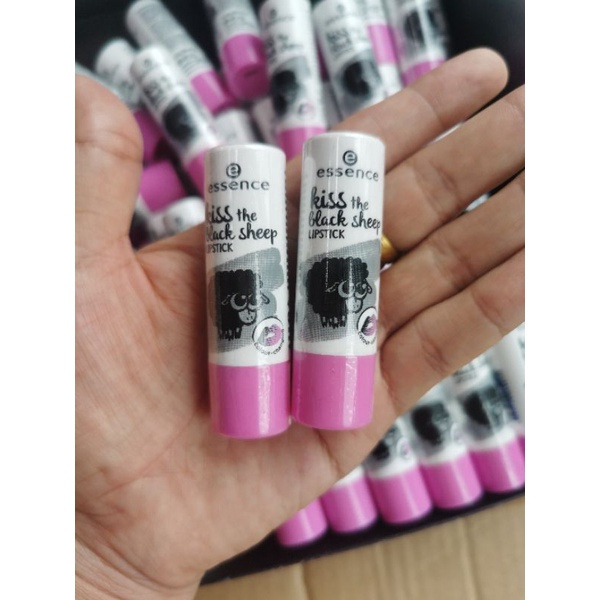 essence
kiss the
black sheep
LIPSTICK
essence
kiss the
black sheep
LIPSTICK